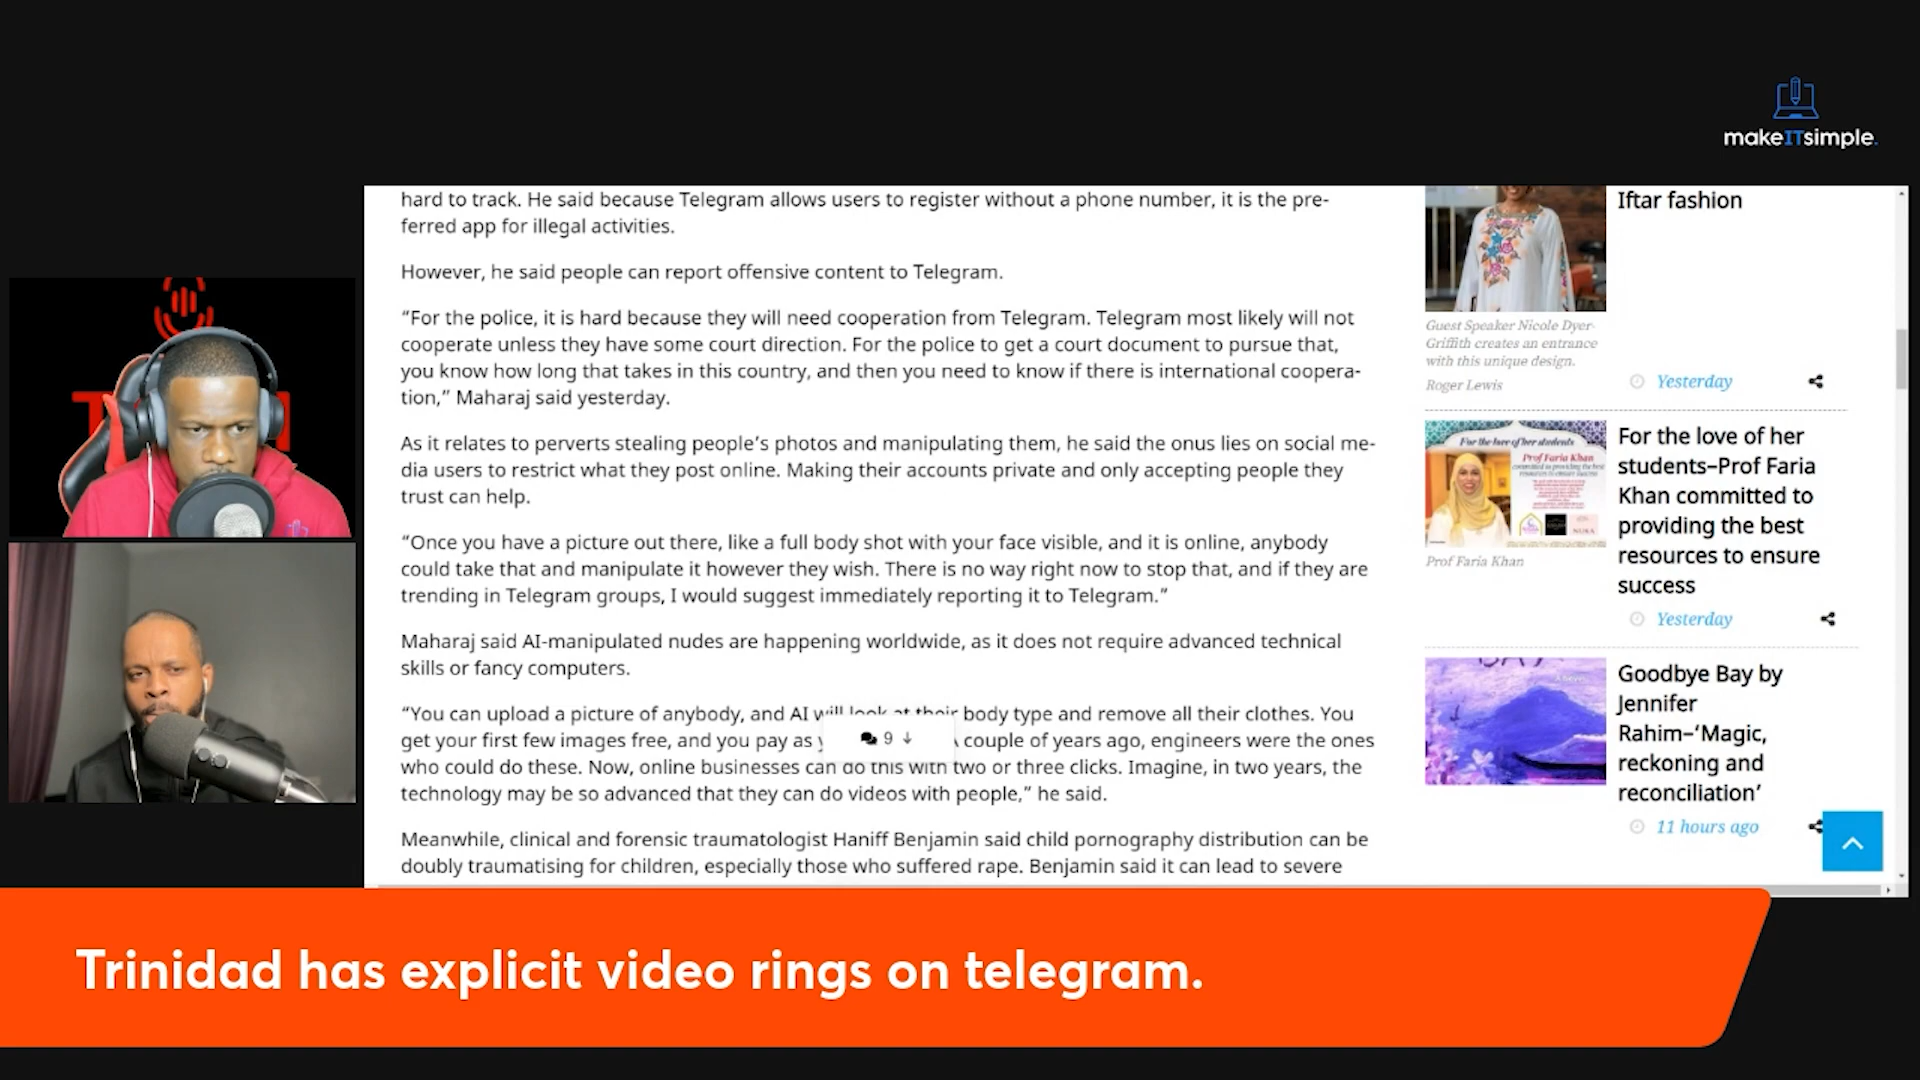 makeITsimple.
hard to track. He said because Telegram allows users to register without a phone number, it is the pre-
ferred app for illegal activities.
However, he said people can report offensive content to Telegram.
“For the police, it is hard because they will need cooperation from Telegram. Telegram most likely will not
cooperate unless they have some court direction. For the police to get a court document to pursue that,
you know how long that takes in this country, and then you need to know if there is international coopera-
tion,” Maharaj said yesterday.
As it relates to perverts stealing people’s photos and manipulating them, he said the onus lies on social me-
dia users to restrict what they post online. Making their accounts private and only accepting people they
trust can help.
“Once you have a picture out there, like a full body shot with your face visible, and it is online, anybody
could take that and manipulate it however they wish. There is no way right now to stop that, and if they are
trending in Telegram groups, I would suggest immediately reporting it to Telegram.”
Maharaj said AI-manipulated nudes are happening worldwide, as it does not require advanced technical
skills or fancy computers.
“You can upload a picture of anybody, and AI will look at their body type and remove all their clothes. You
get your first few images free, and you pay as couple of years ago, engineers were the ones
9
who could do these. Now, online businesses can do this with two or three clicks. Imagine, in two years, the
technology may be so advanced that they can do videos with people,” he said.
Meanwhile, clinical and forensic traumatologist Haniff Benjamin said child pornography distribution can be
doubly traumatising for children, especially those who suffered rape. Benjamin said it can lead to severe
Iftar fashion
Guest Speaker Nicole Dyer-
Griffith creates an entrance
with this unique design.
Roger Lewis
Yesterday
For the love of her students
Prof Faria Khan
Prof Faria Khan
For the love of her
students–Prof Faria
Khan committed to
providing the best
resources to ensure
success
Yesterday
Goodbye Bay by
Jennifer
Rahim–‘Magic,
reckoning and
reconciliation’
11 hours ago
Trinidad has explicit video rings on telegram.